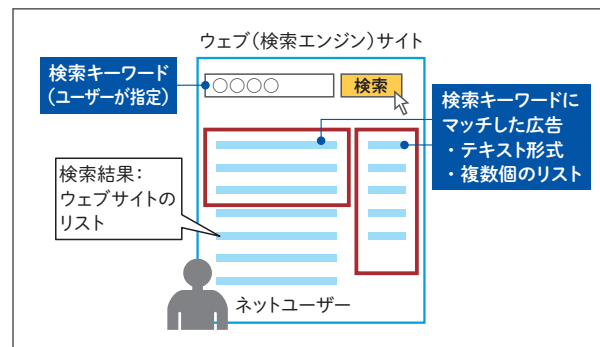 ウェブ（検索エンジン）サイト
検索キーワード
（ユーザーが指定）
○○○○
検索
検索キーワードに
マッチした広告
・テキスト形式
・複数個のリスト
検索結果：
ウェブサイトの
リスト
ネットユーザー